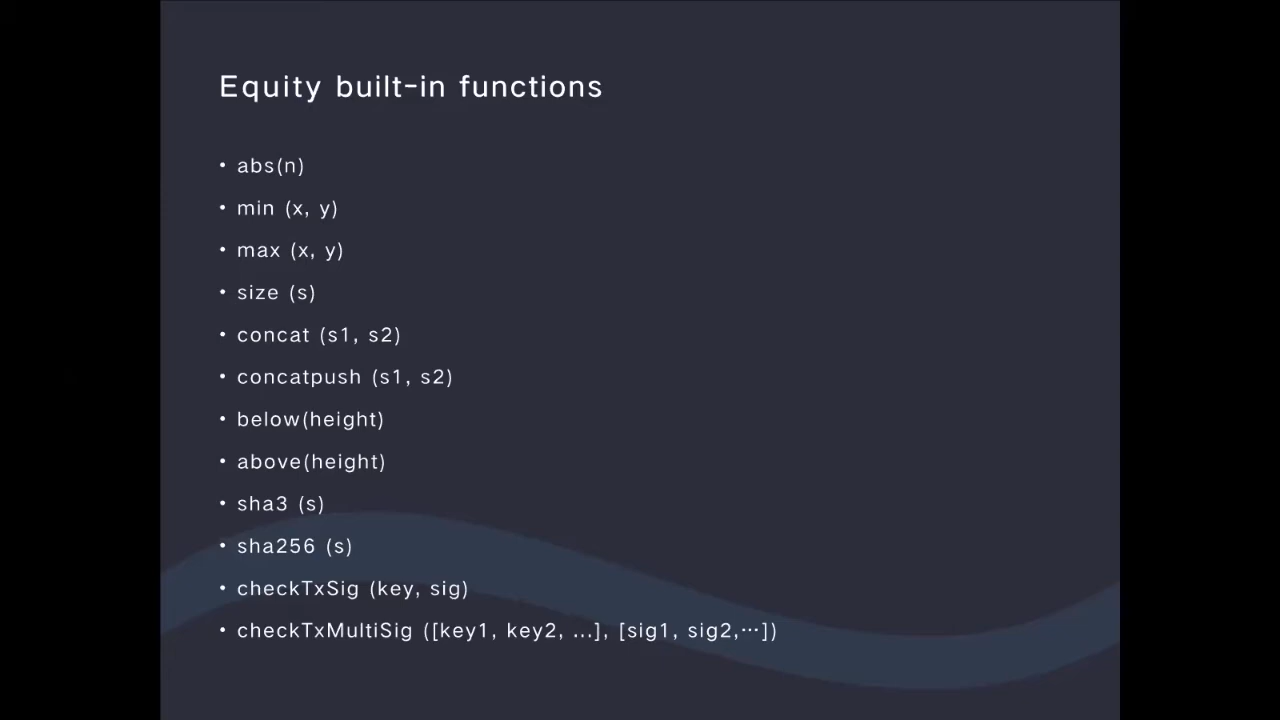 Equity built-in functions
• abs(n)
• min (x, y)
• max (x, y)
• size (s)
• concat (s1, s2)
• concatpush (s1, s2)
• below(height)
• above(height)
• sha3 (s)
• sha256 (s)
• checkTxSig (key, sig)
• checkTxMultiSig ([key1, key2, ...], [sig1, sig2,⋯])